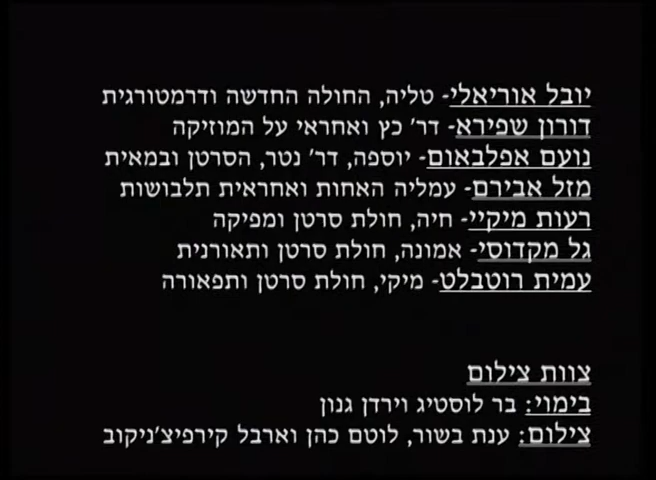 יובל אוריאלי- טליה, החולה החדשה ודרמטורגית
דורון שפירא- דר' כץ ואחראי על המוזיקה
נועם אפלבאום- יוספה, דר' נטר, הסרטן ובמאית
מזל אבירם- עמליה האחות ואחראית תלבושות
רעות מיקיי- חיה, חולת סרטן ומפיקה
גל מקדוסי- אמונה, חולת סרטן ותאורנית
עמית רוטבלט- מיקי, חולת סרטן ותפאורה
צוות צילום
בימוי: בר לוסטיג וירדן גנון
צילום: ענת בשור, לוטם כהן וארבל קירפיצ'ניקוב